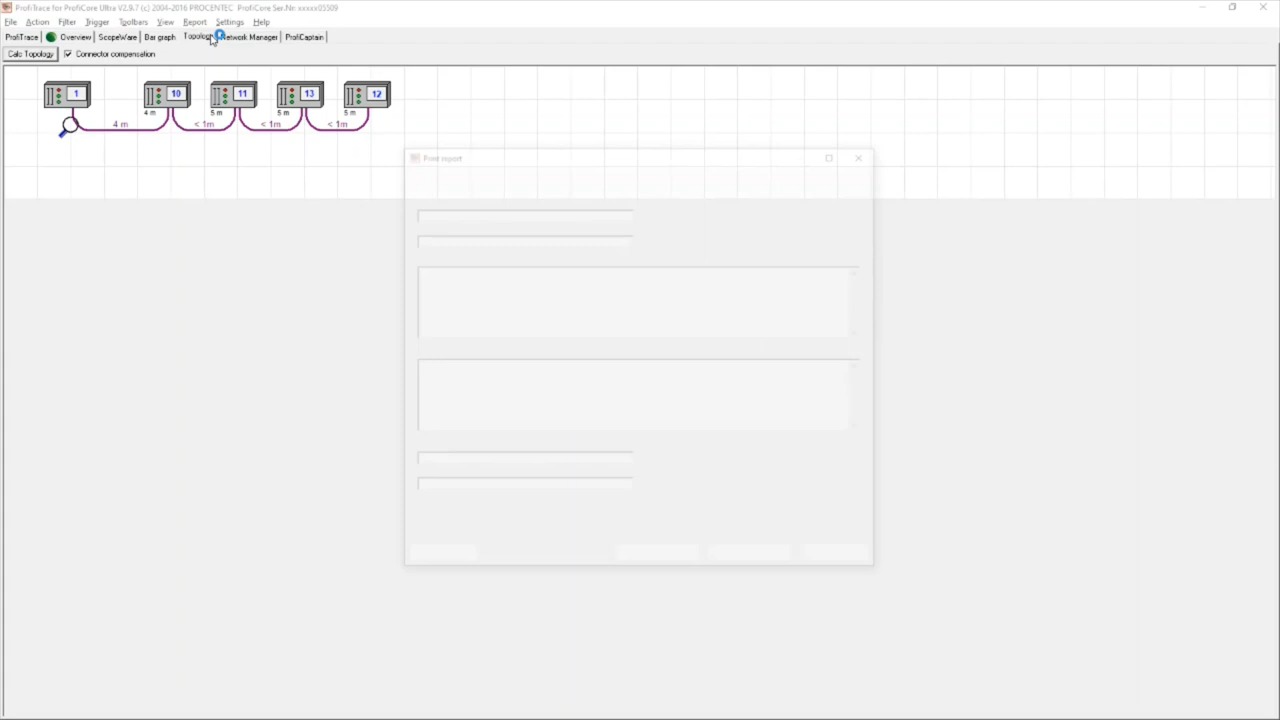 ProfiTrace for ProfiCore Ultra V2.9.7 (c) 2004-2016 PROCENTEC ProfiCore Ser.Nr: xxxxx05509
File Action Filter Trigger Toolbars View Report Settings Help
ProfiTrace Overview ScopeWare Bar graph Topology Network Manager ProfiCaptain
Calc Topology Connector compensation
1 10 11 13 12
4 m 5 m 5 m 5 m
4 m < 1m < 1m < 1m
Print report